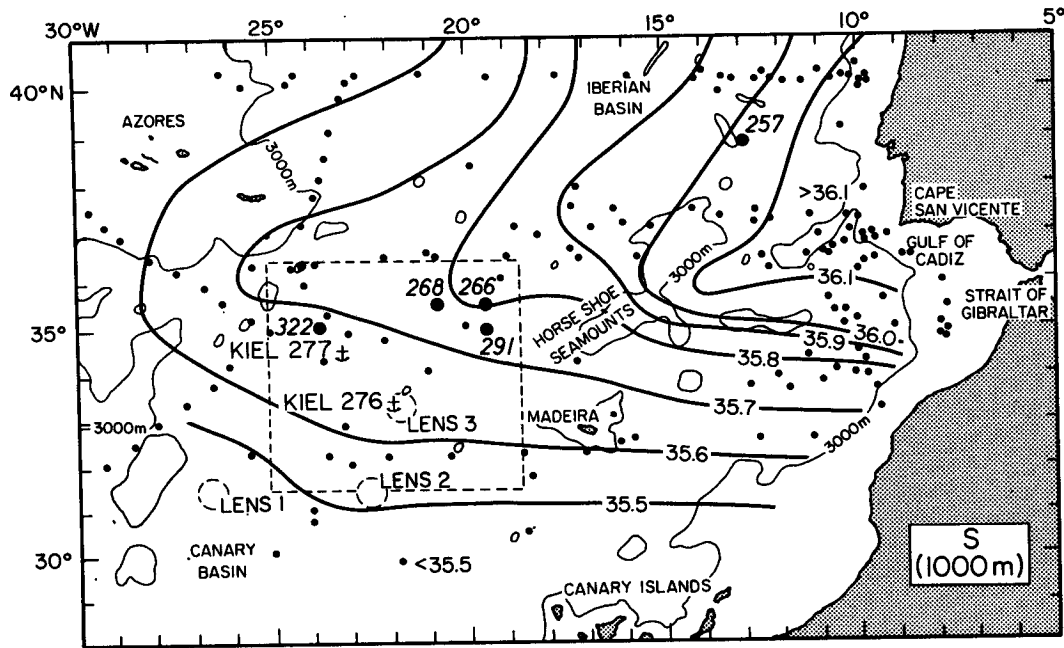 30°W 25° 20° 15° 10° 5°
40°N
35°
30°
AZORES
3000m
IBERIAN
BASIN
257
>36.1
CAPE
SAN VICENTE
GULF OF
CADIZ
STRAIT OF
GIBRALTAR
3000m
268 266
322
291
KIEL 277
HORSE SHOE
SEAMOUNTS
36.1
36.0
35.9
35.8
35.7
KIEL 276
LENS 3
MADEIRA
3000m
3000m
35.6
LENS 1
LENS 2
35.5
CANARY
BASIN
<35.5
CANARY ISLANDS
S
(1000m)